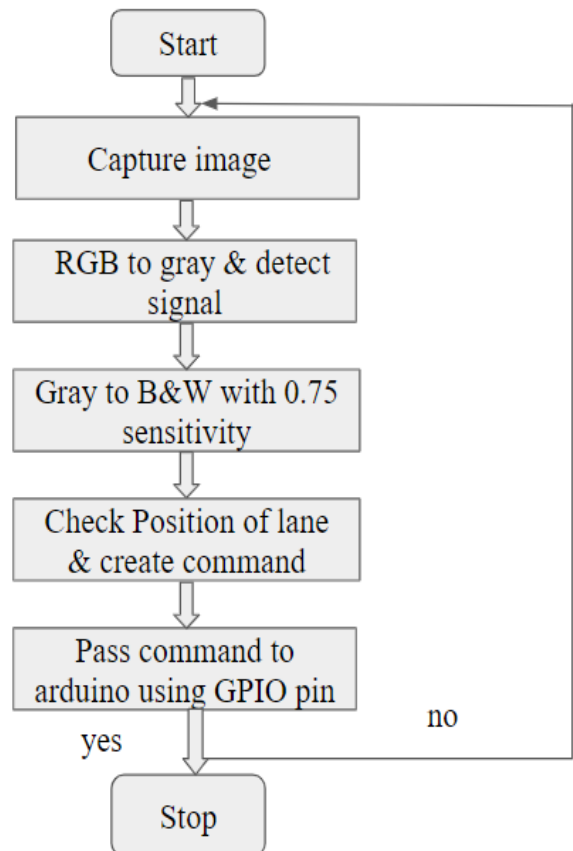 Start
Capture image
RGB to gray & detect
signal
Gray to B&W with 0.75
sensitivity
Check Position of lane
& create command
Pass command to
arduino using GPIO pin
yes
no
Stop